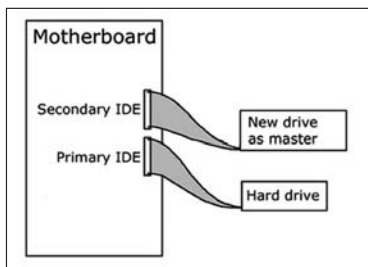 Motherboard
Secondary IDE
New drive
as master
Primary IDE
Hard drive